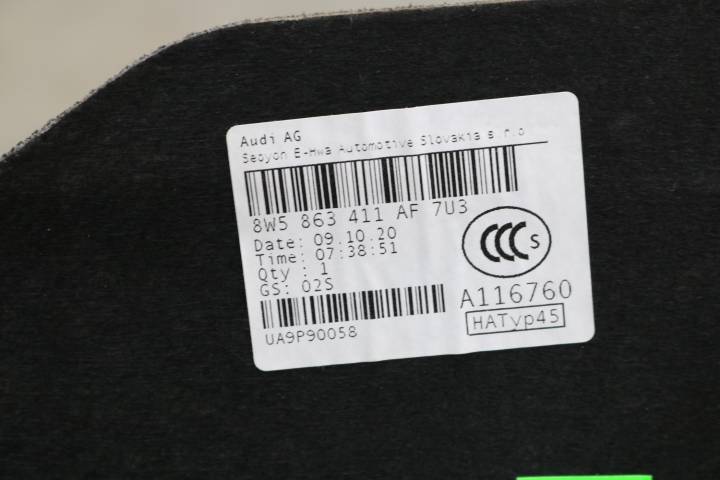 Audi AG
Seoyon E-Hwa Automotive Slovakia s.r.o
8W5 863 411 AF 7U3
Date: 09.10.20
Time: 07:38:51
Qty : 1
GS: 02S
UA9P90058
CCC S
A116760
HATyp45